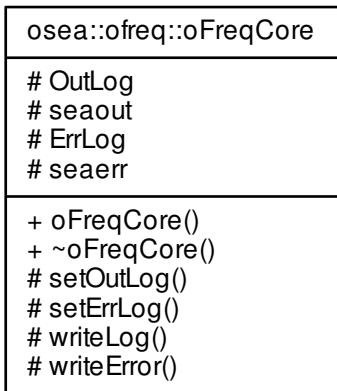 osea::ofreq::oFreqCore
# OutLog
# seaout
# ErrLog
# seaerr
+ oFreqCore()
+ ~oFreqCore()
# setOutLog()
# setErrLog()
# writeLog()
# writeError()